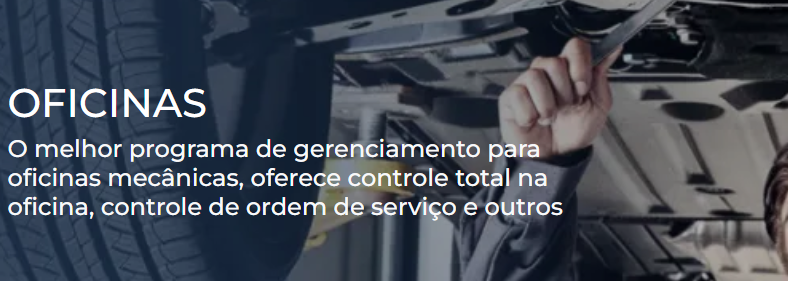 OFICINAS
O melhor programa de gerenciamento para
oficinas mecânicas, oferece controle total na
oficina, controle de ordem de serviço e outros